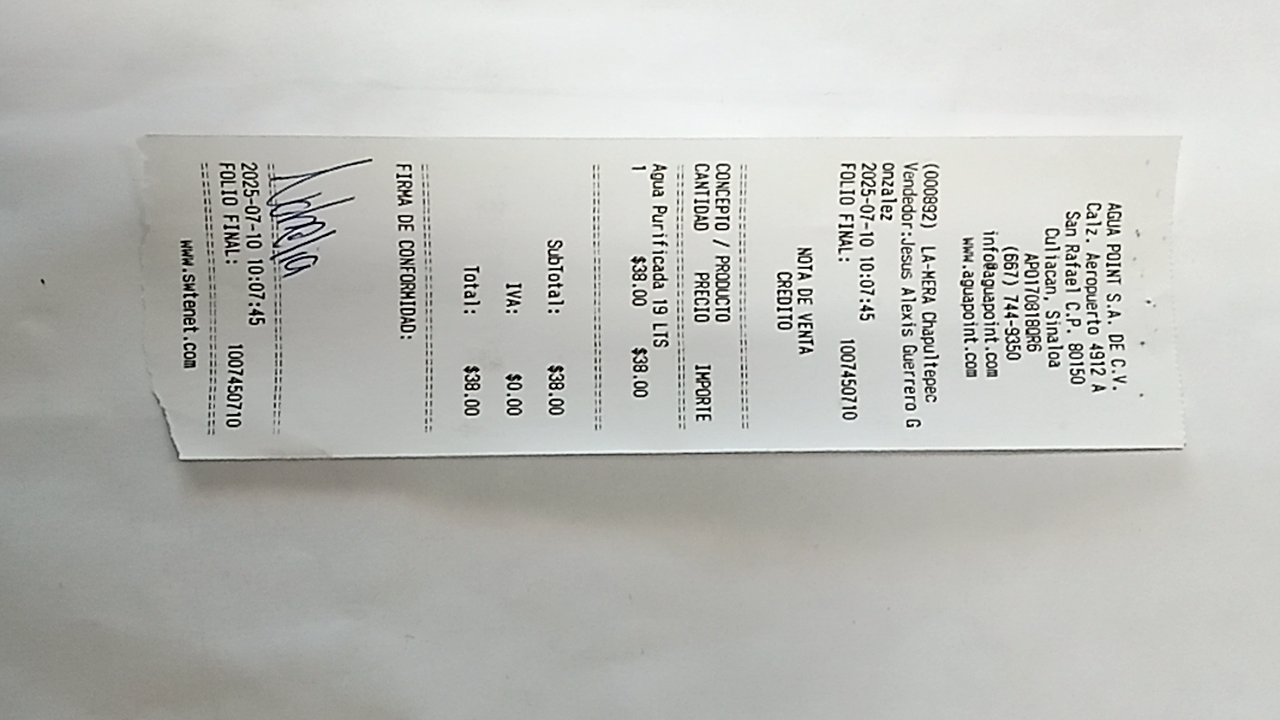 AGUA POINT S.A. DE C.V.
Calz. Aeropuerto 4912 A
San Rafael C.P. 80150
Culiacan, Sinaloa
APO170818QR6
(667) 744-9350
info@aguapoint.com
www.aguapoint.com
(000892) LA-MERA Chapultepec
Vendedor:Jesus Alexis Guerrero G
onzalez
2025-07-10 10:07:45
FOLIO FINAL: 1007450710
NOTA DE VENTA
CREDITO
================================
CONCEPTO / PRODUCTO
CANTIDAD PRECIO IMPORTE
================================
Agua Purificada 19 LTS
1 $38.00 $38.00
================================
SubTotal: $38.00
IVA: $0.00
Total: $38.00
================================
FIRMA DE CONFORMIDAD:
================================
2025-07-10 10:07:45
FOLIO FINAL: 1007450710
================================
www.swtenet.com